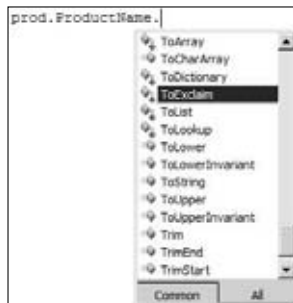 prod.ProductName.
ToArray
ToCharArray
ToDictionary
ToExclaim
ToList
ToLookup
ToLower
ToLowerInvariant
ToString
ToUpper
ToUpperInvariant
Trim
TrimEnd
TrimStart
Common All